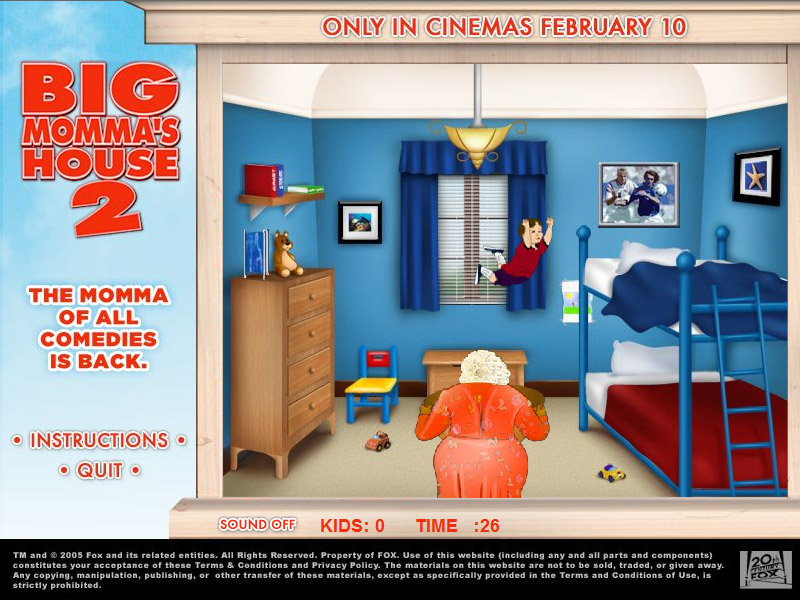 ONLY IN CINEMAS FEBRUARY 10
BIG
MOMMA'S
HOUSE
2
THE MOMMA
OF ALL
COMEDIES
IS BACK.
• INSTRUCTIONS •
• QUIT •
SOUND OFF KIDS: 0 TIME :26
TM and © 2005 Fox and its related entities. All Rights Reserved. Property of FOX. Use of this website (including any and all parts and components)
constitutes your acceptance of these Terms & Conditions and Privacy Policy. The materials on this website are not to be sold, traded, or given away.
Any copying, manipulation, publishing, or other transfer of these materials, except as specifically provided in the Terms and Conditions of Use, is
strictly prohibited.
20th
CENTURY
FOX